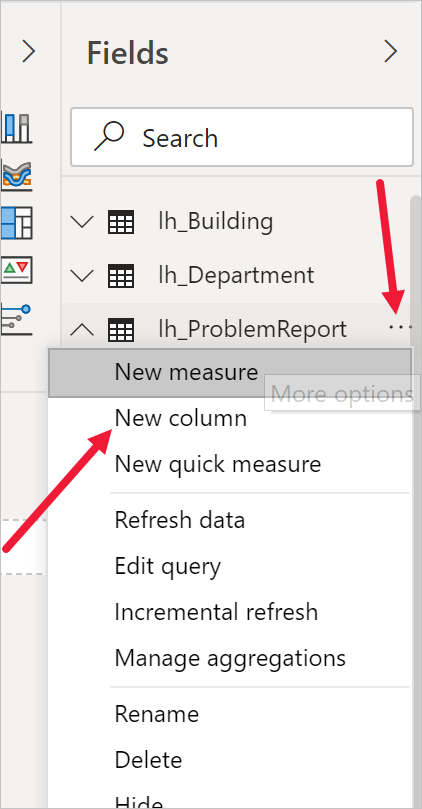 Fields
Search
lh_Building
lh_Department
lh_ProblemReport
New measure
More options
New column
New quick measure
Refresh data
Edit query
Incremental refresh
Manage aggregations
Rename
Delete
Hide